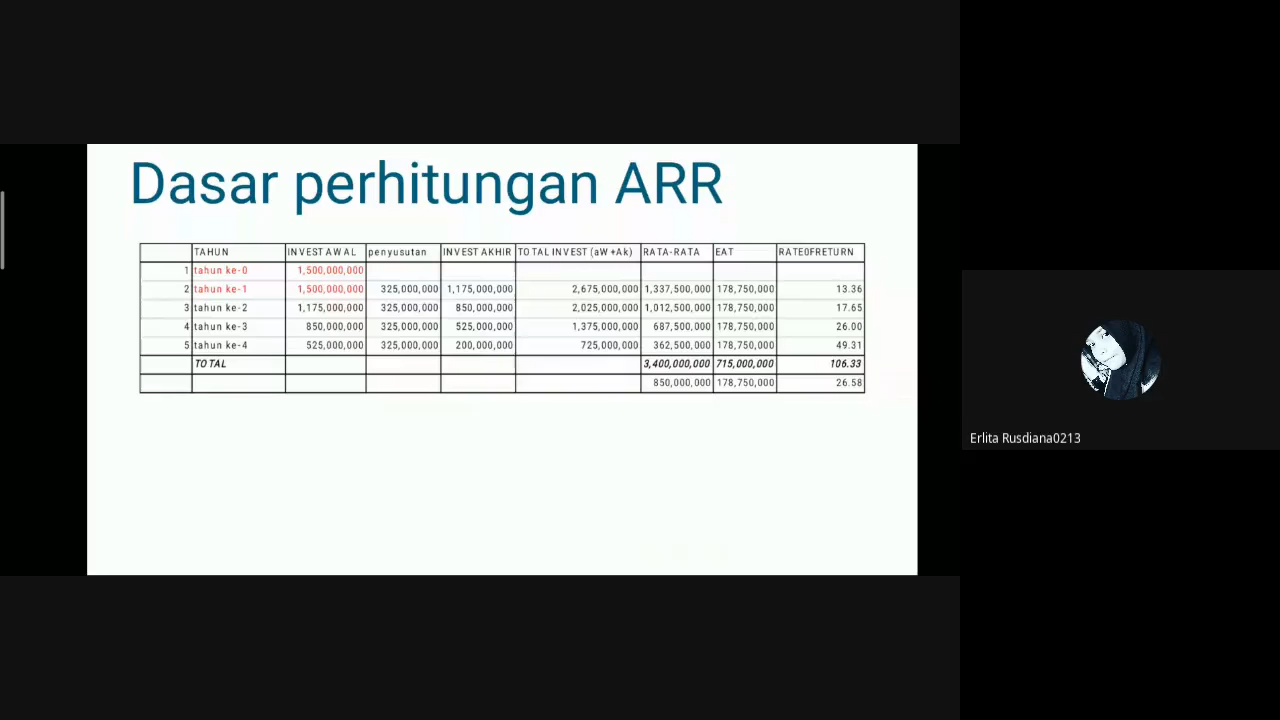 Dasar perhitungan ARR
TAHUN INVEST AWAL penyusutan INVEST AKHIR TOTAL INVEST (aW+Ak) RATA-RATA EAT RATE0FRETURN
1 tahun ke-0 1,500,000,000
2 tahun ke-1 1,500,000,000 325,000,000 1,175,000,000 2,675,000,000 1,337,500,000 178,750,000 13.36
3 tahun ke-2 1,175,000,000 325,000,000 850,000,000 2,025,000,000 1,012,500,000 178,750,000 17.65
4 tahun ke-3 850,000,000 325,000,000 525,000,000 1,375,000,000 687,500,000 178,750,000 26.00
5 tahun ke-4 525,000,000 325,000,000 200,000,000 725,000,000 362,500,000 178,750,000 49.31
TOTAL 3,400,000,000 715,000,000 106.33
850,000,000 178,750,000 26.58
Erlita Rusdiana0213